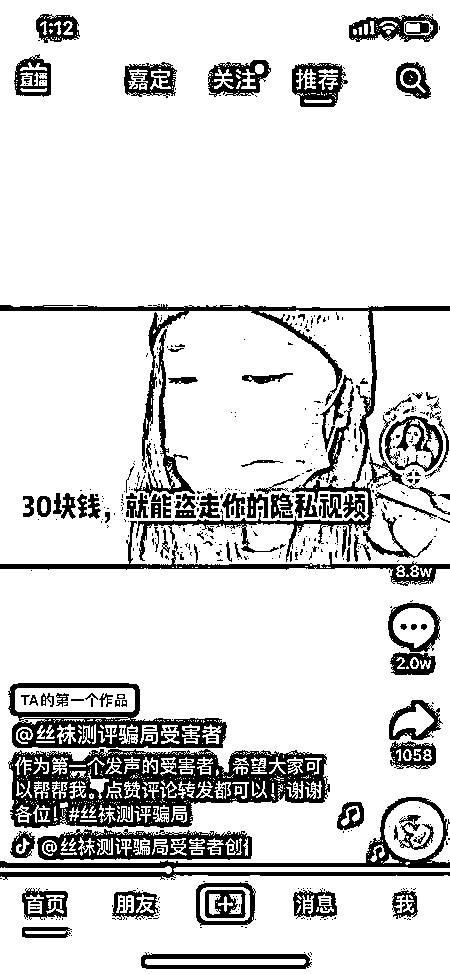 1:12
直播
嘉定
关注
推荐
30块钱，就能盗走你的隐私视频
8.8w
2.0w
TA的第一个作品
1058
@丝袜测评骗局受害者
作为第一个发声的受害者，希望大家可
以帮帮我。点赞评论转发都可以！谢谢
各位！#丝袜测评骗局
@丝袜测评骗局受害者创
首页
朋友
消息
我